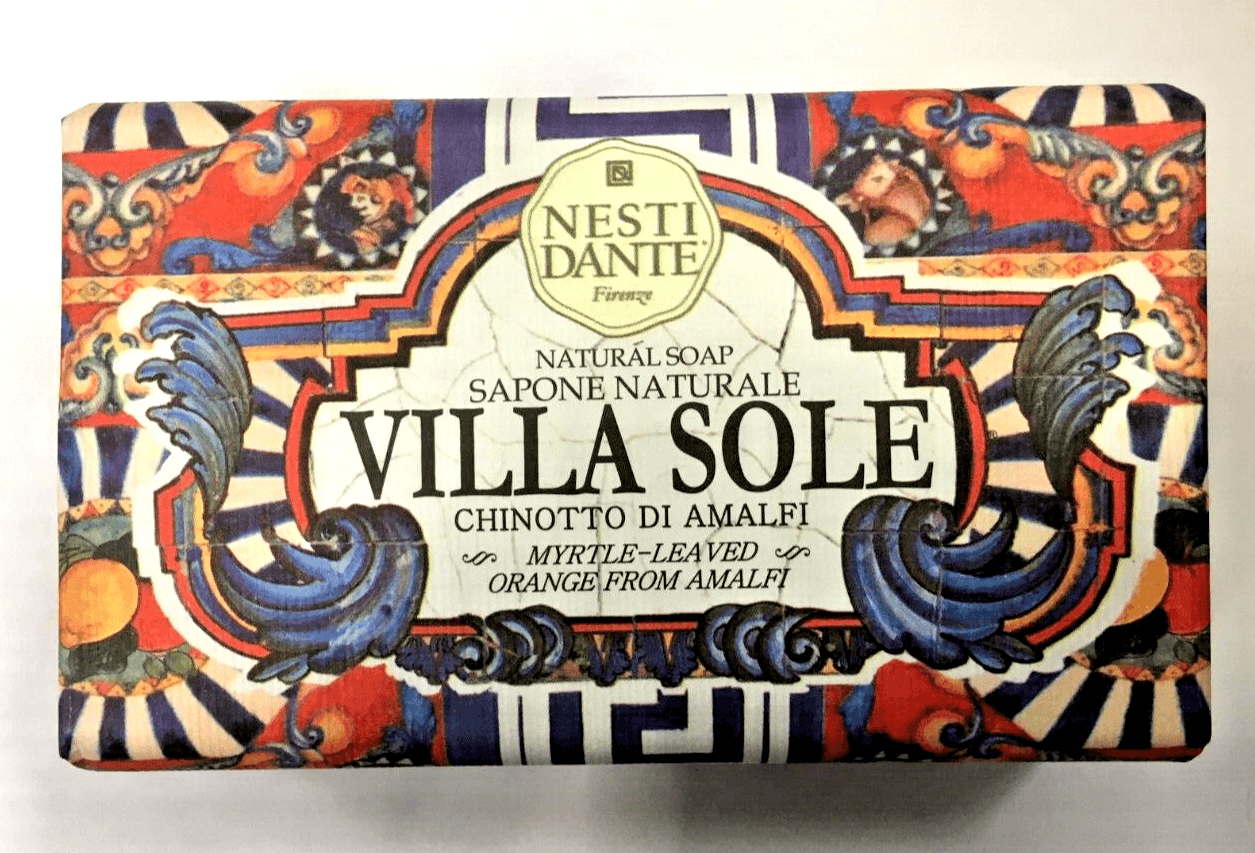 NESTI
DANTE
Firenze
NATURAL SOAP
SAPONE NATURALE
VILLA SOLE
CHINOTTO DI AMALFI
MYRTLE-LEAVED
ORANGE FROM AMALFI